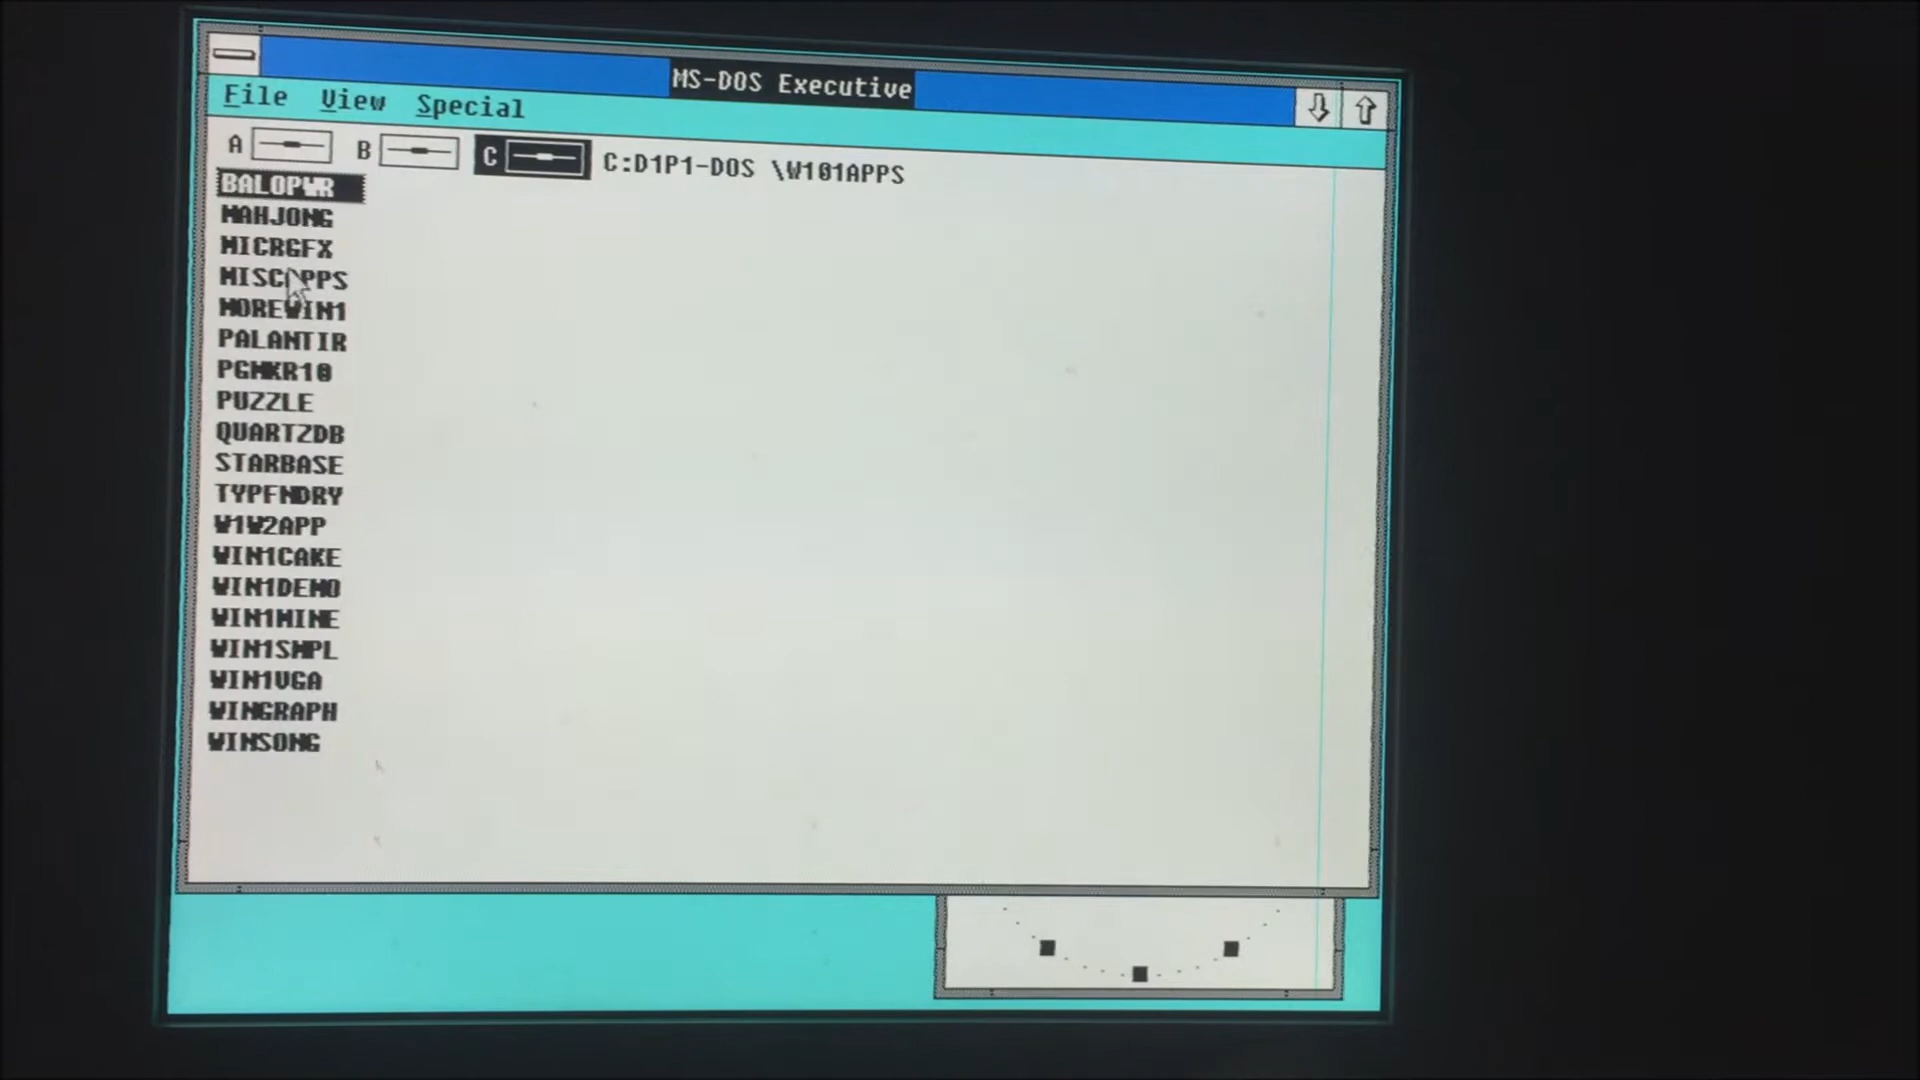 MS-DOS Executive
File View Special
A B C C:D1P1-DOS \W101APPS
BALOPWR
MAHJONG
MICRGFX
MISCAPPS
MOREWIN1
PALANTIR
PGMKR10
PUZZLE
QUARTZDB
STARBASE
TYPFNDRY
W1W2APP
WIN1CAKE
WIN1DEMO
WIN1MINE
WIN1SMPL
WIN1VGA
WINGRAPH
WINSONG